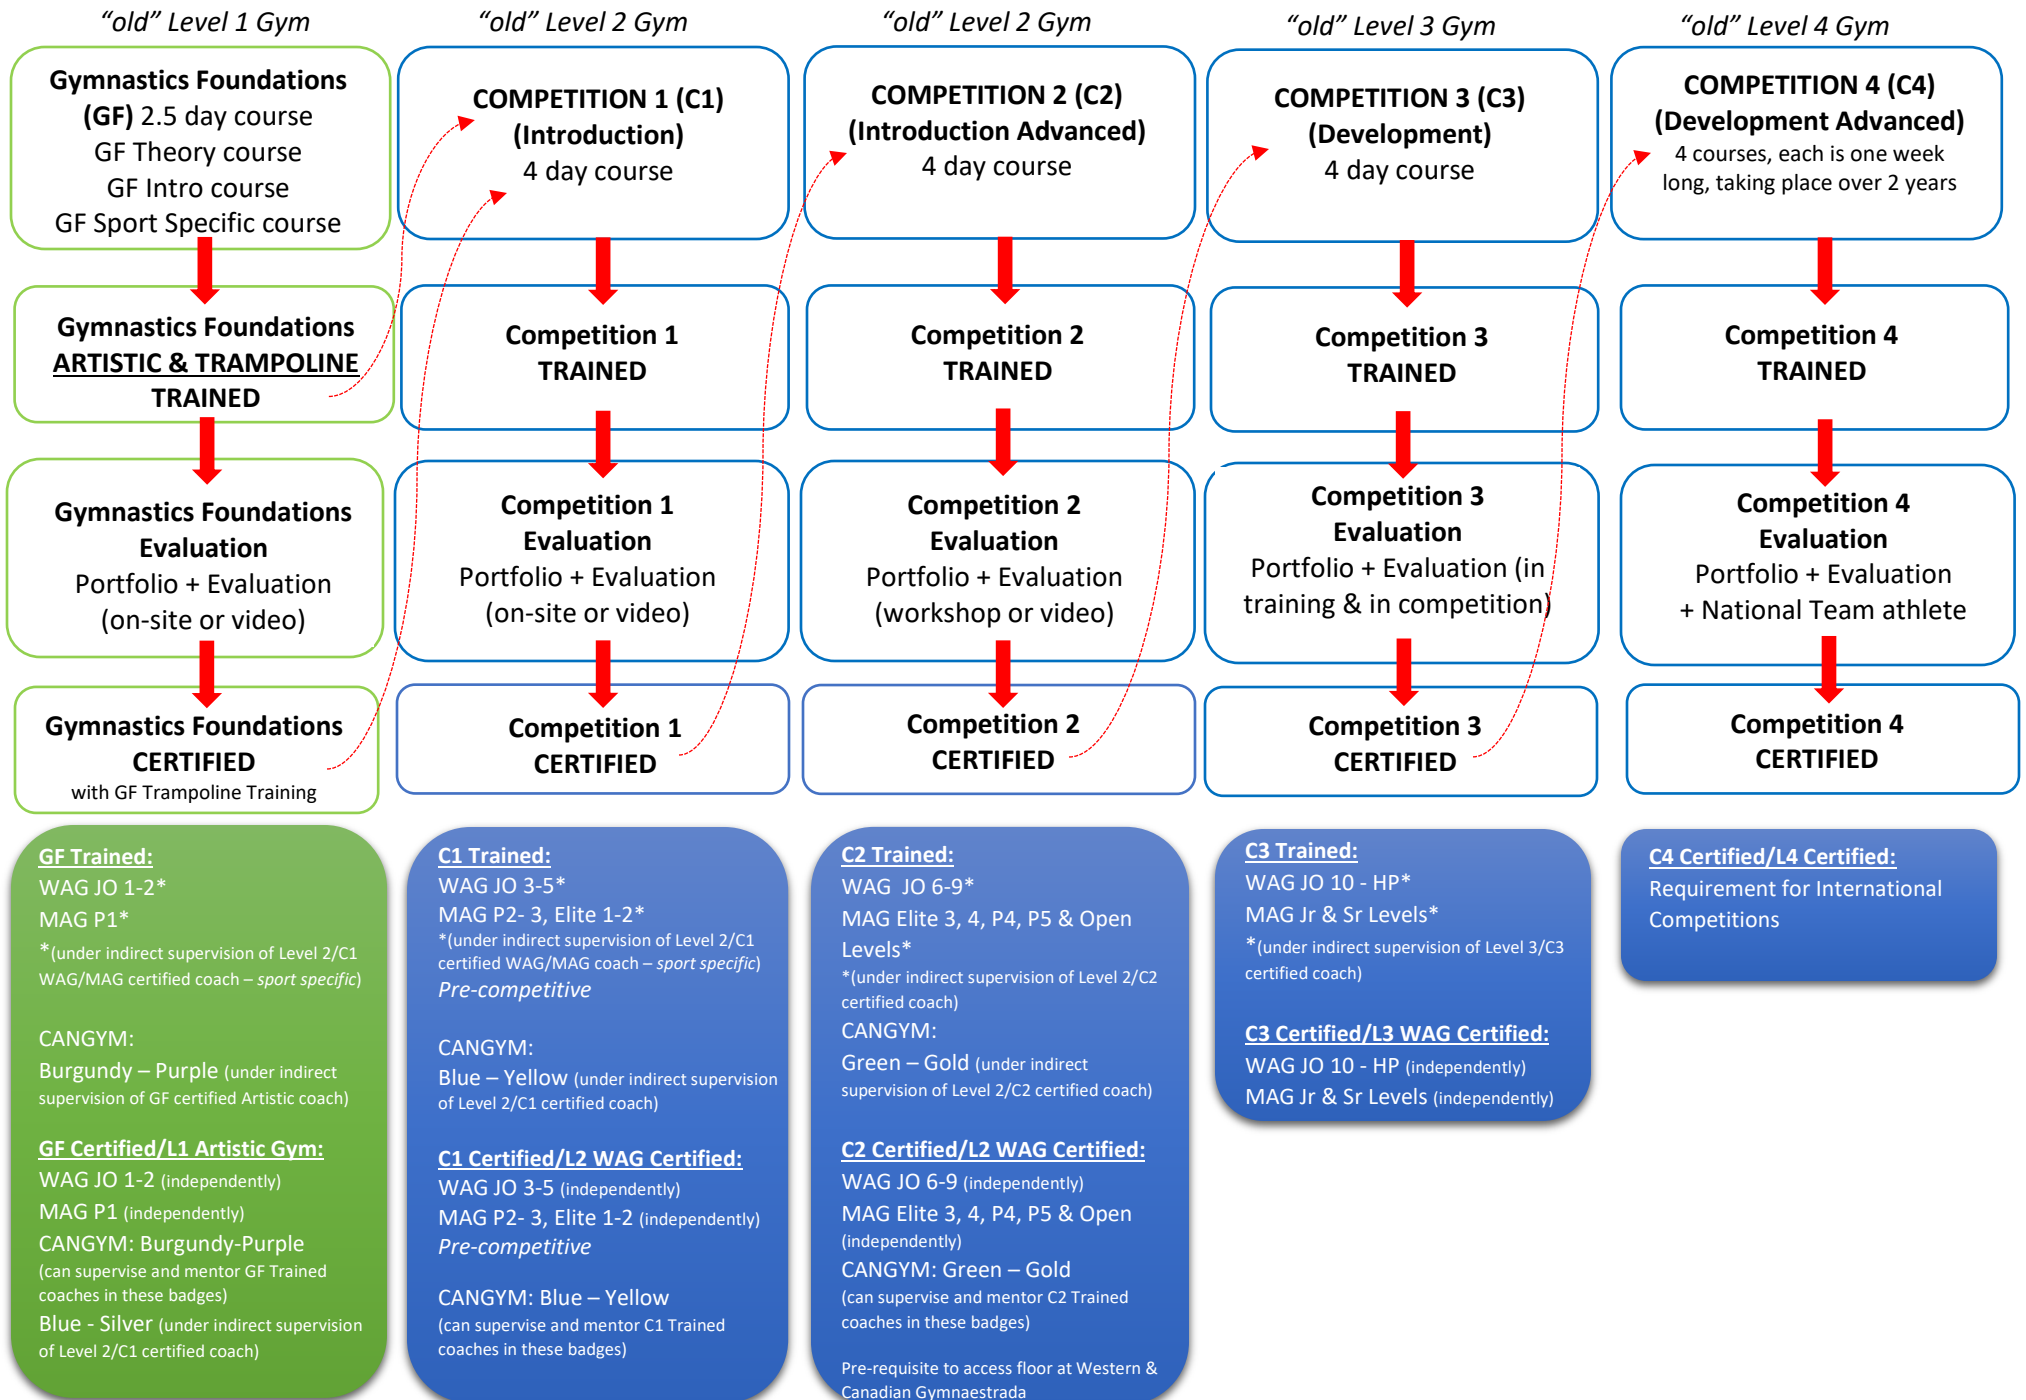 "old" Level 1 Gym
Gymnastics Foundations
(GF) 2.5 day course
GF Theory course
GF Intro course
GF Sport Specific course
Gymnastics Foundations
ARTISTIC & TRAMPOLINE
TRAINED
Gymnastics Foundations
Evaluation
Portfolio + Evaluation
(on-site or video)
Gymnastics Foundations
CERTIFIED
with GF Trampoline Training
GF Trained:
WAG JO 1-2*
MAG P1*
*(under indirect supervision of Level 2/C1
WAG/MAG certified coach – sport specific)
CANGYM:
Burgundy – Purple (under indirect
supervision of GF certified Artistic coach)
GF Certified/L1 Artistic Gym:
WAG JO 1-2 (independently)
MAG P1 (independently)
CANGYM: Burgundy-Purple
(can supervise and mentor GF Trained
coaches in these badges)
Blue - Silver (under indirect supervision
of Level 2/C1 certified coach)
"old" Level 2 Gym
COMPETITION 1 (C1)
(Introduction)
4 day course
Competition 1
TRAINED
Competition 1
Evaluation
Portfolio + Evaluation
(on-site or video)
Competition 1
CERTIFIED
C1 Trained:
WAG JO 3-5*
MAG P2- 3, Elite 1-2*
*(under indirect supervision of Level 2/C1
certified WAG/MAG coach – sport specific)
Pre-competitive
CANGYM:
Blue – Yellow (under indirect supervision
of Level 2/C1 certified coach)
C1 Certified/L2 WAG Certified:
WAG JO 3-5 (independently)
MAG P2- 3, Elite 1-2 (independently)
Pre-competitive
CANGYM: Blue – Yellow
(can supervise and mentor C1 Trained
coaches in these badges)
"old" Level 2 Gym
COMPETITION 2 (C2)
(Introduction Advanced)
4 day course
Competition 2
TRAINED
Competition 2
Evaluation
Portfolio + Evaluation
(workshop or video)
Competition 2
CERTIFIED
C2 Trained:
WAG  JO 6-9*
MAG Elite 3, 4, P4, P5 & Open
Levels*
*(under indirect supervision of Level 2/C2
certified coach)
CANGYM:
Green – Gold (under indirect
supervision of Level 2/C2 certified coach)
C2 Certified/L2 WAG Certified:
WAG JO 6-9 (independently)
MAG Elite 3, 4, P4, P5 & Open
(independently)
CANGYM: Green – Gold
(can supervise and mentor C2 Trained
coaches in these badges)
Pre-requisite to access floor at Western &
Canadian Gymnaestrada
"old" Level 3 Gym
COMPETITION 3 (C3)
(Development)
4 day course
Competition 3
TRAINED
Competition 3
Evaluation
Portfolio + Evaluation (in
training & in competition)
Competition 3
CERTIFIED
C3 Trained:
WAG JO 10 - HP*
MAG Jr & Sr Levels*
*(under indirect supervision of Level 3/C3
certified coach)
C3 Certified/L3 WAG Certified:
WAG JO 10 - HP (independently)
MAG Jr & Sr Levels (independently)
"old" Level 4 Gym
COMPETITION 4 (C4)
(Development Advanced)
4 courses, each is one week
long, taking place over 2 years
Competition 4
TRAINED
Competition 4
Evaluation
Portfolio + Evaluation
+ National Team athlete
Competition 4
CERTIFIED
C4 Certified/L4 Certified:
Requirement for International
Competitions